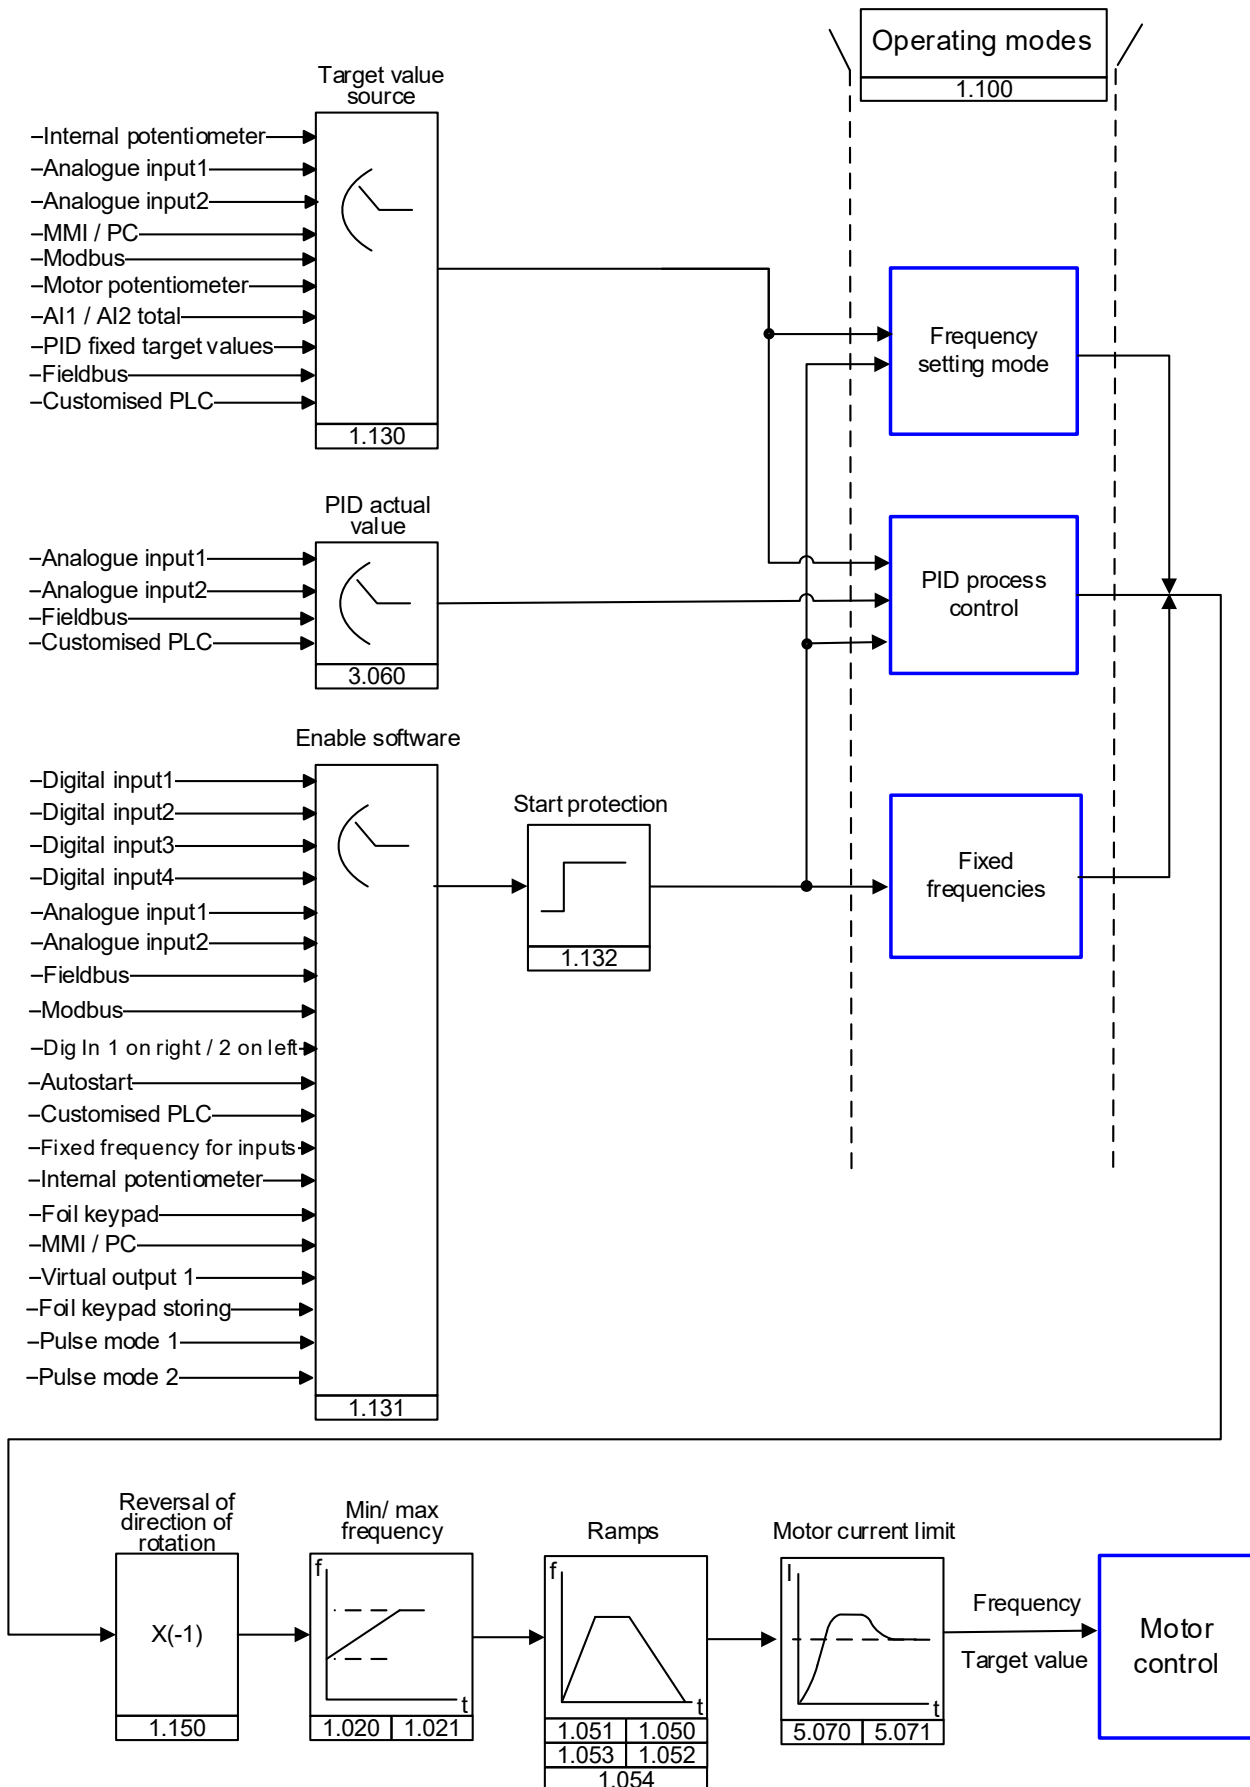 Operating modes
1.100
Target value
source
Internal potentiometer
Analogue input1
Analogue input2
MMI / PC
Modbus
Motor potentiometer
AI1 / AI2 total
PID fixed target values
Fieldbus
Customised PLC
1.130
Frequency
setting mode
PID actual
value
Analogue input1
Analogue input2
Fieldbus
Customised PLC
3.060
PID process
control
Enable software
Digital input1
Digital input2
Digital input3
Digital input4
Analogue input1
Analogue input2
Fieldbus
Modbus
Dig In 1 on right / 2 on left
Autostart
Customised PLC
Fixed frequency for inputs
Internal potentiometer
Foil keypad
MMI / PC
Virtual output 1
Foil keypad storing
Pulse mode 1
Pulse mode 2
1.131
Start protection
1.132
Fixed
frequencies
Reversal of
direction of
rotation
X(-1)
1.150
Min/ max
frequency
f
t
1.020 1.021
Ramps
f
t
1.051 1.050
1.053 1.052
1.054
Motor current limit
I
t
5.070 5.071
Frequency
Target value
Motor
control